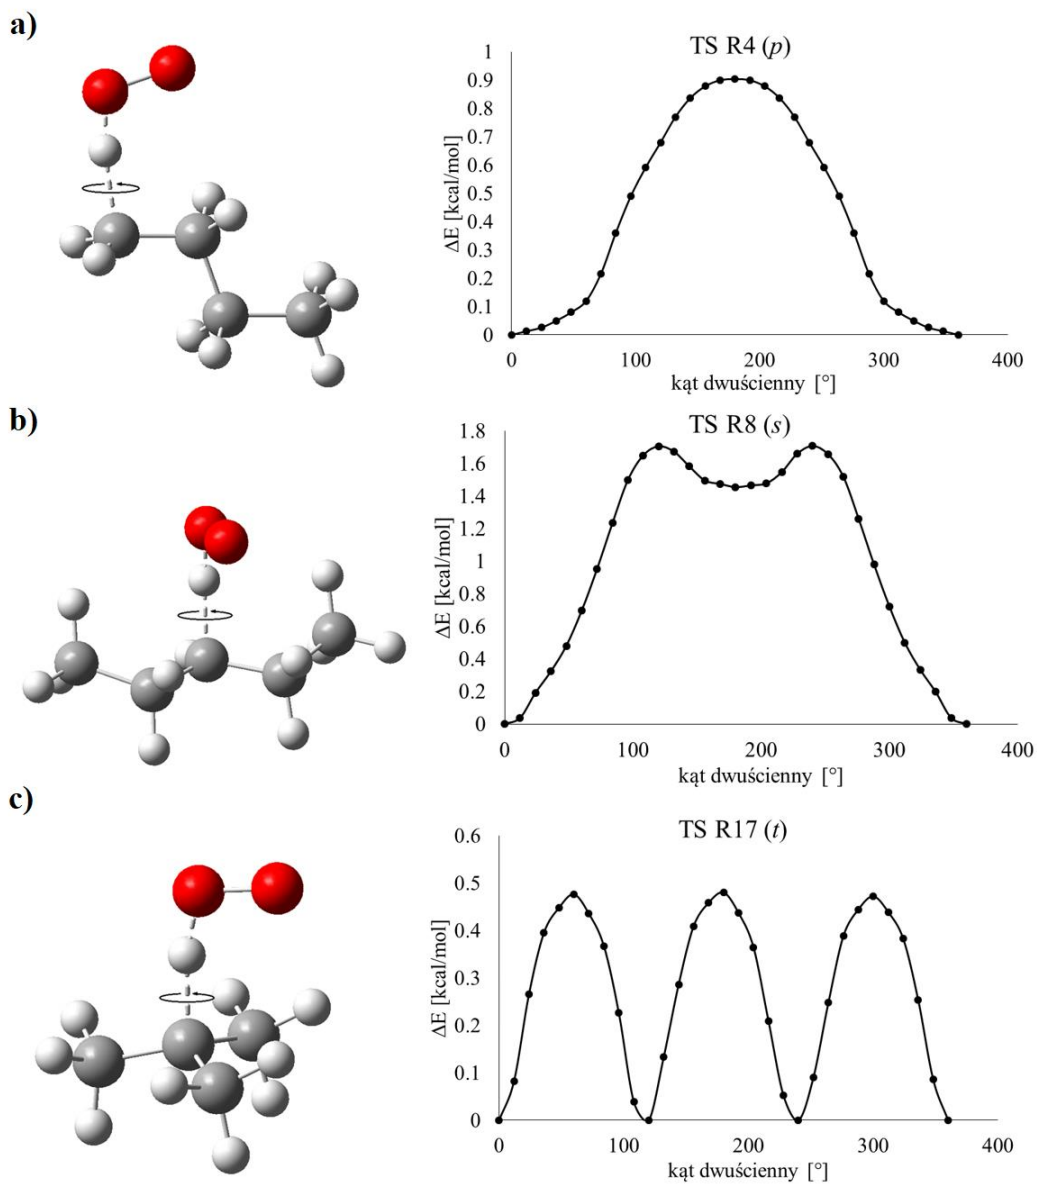 a)
TS R4 (p)
ΔE [kcal/mol]
1
0.9
0.8
0.7
0.6
0.5
0.4
0.3
0.2
0.1
0
0 100 200 300 400
kąt dwuścienny [°]
b)
TS R8 (s)
ΔE [kcal/mol]
1.8
1.6
1.4
1.2
1
0.8
0.6
0.4
0.2
0
0 100 200 300 400
kąt dwuścienny [°]
c)
TS R17 (t)
ΔE [kcal/mol]
0.6
0.5
0.4
0.3
0.2
0.1
0
0 100 200 300 400
kąt dwuścienny [°]